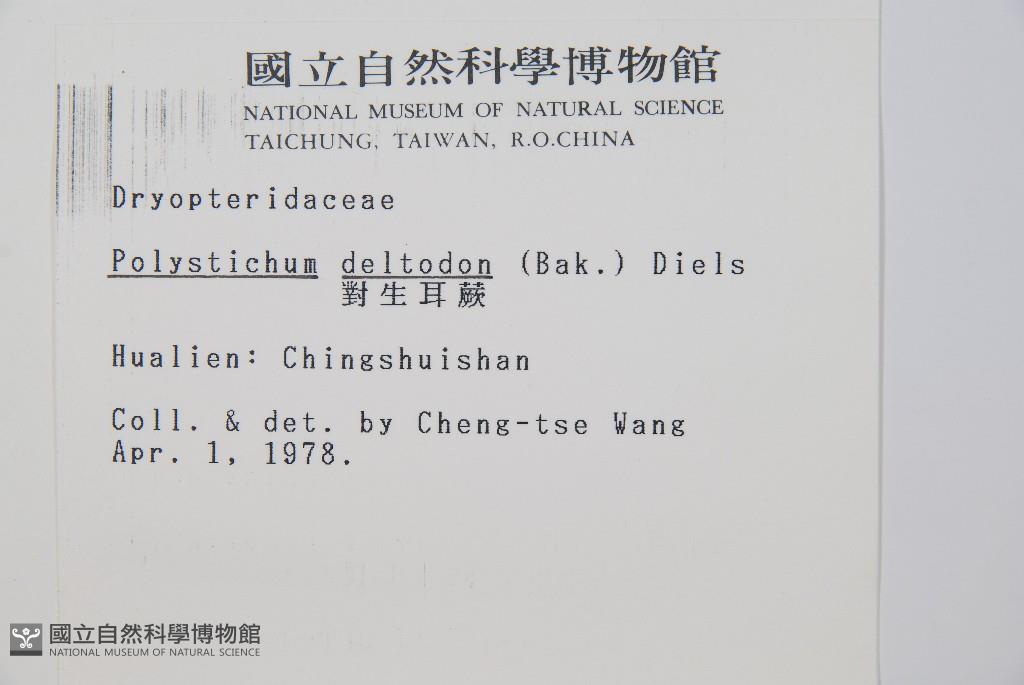 國立自然科學博物館
NATIONAL MUSEUM OF NATURAL SCIENCE
TAICHUNG, TAIWAN, R.O.CHINA
Dryopteridaceae
Polystichum deltodon (Bak.) Diels
對生耳蕨
Hualien: Chingshuishan
Coll. & det. by Cheng-tse Wang
Apr. 1, 1978.
國立自然科學博物館
NATIONAL MUSEUM OF NATURAL SCIENCE